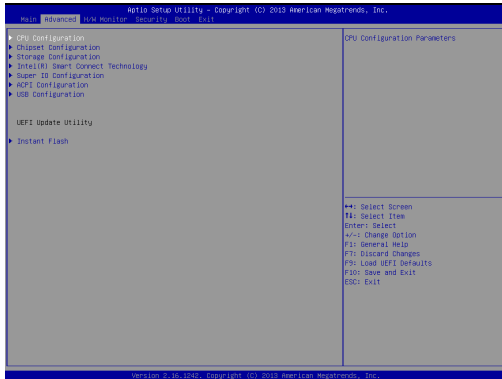 Aptio Setup Utility - Copyright (C) 2013 American Megatrends, Inc.
Main Advanced H/W Monitor Security Boot Exit
CPU Configuration
Chipset Configuration
Storage Configuration
Intel(R) Smart Connect Technology
Super IO Configuration
ACPI Configuration
USB Configuration
UEFI Update Utility
Instant Flash
CPU Configuration Parameters
→←: Select Screen
↑↓: Select Item
Enter: Select
+/-: Change Option
F1: General Help
F7: Discard Changes
F9: Load UEFI Defaults
F10: Save and Exit
ESC: Exit
Version 2.16.1242. Copyright (C) 2013 American Megatrends, Inc.